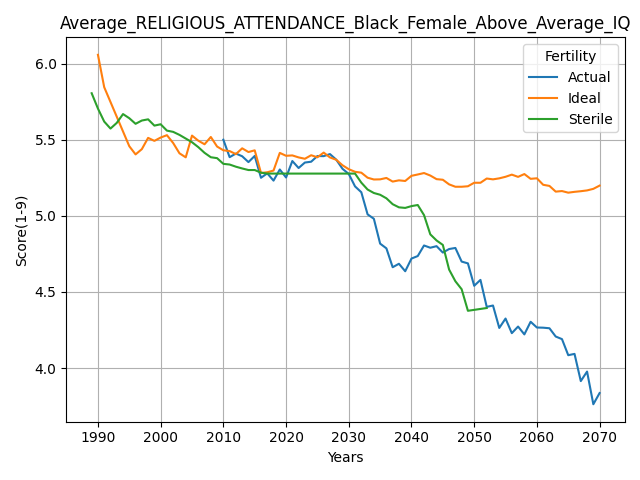 Average_RELIGIOUS_ATTENDANCE_Black_Female_Above_Average_IQ
Fertility
Actual
Ideal
Sterile
Score(1-9)
6.0
5.5
5.0
4.5
4.0
1990 2000 2010 2020 2030 2040 2050 2060 2070
Years